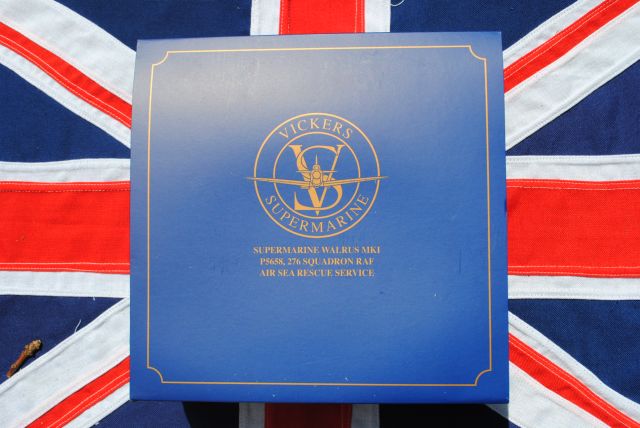 VICKERS
VS
SUPERMARINE
SUPERMARINE WALRUS MKI
P5658, 276 SQUADRON RAF
AIR SEA RESCUE SERVICE